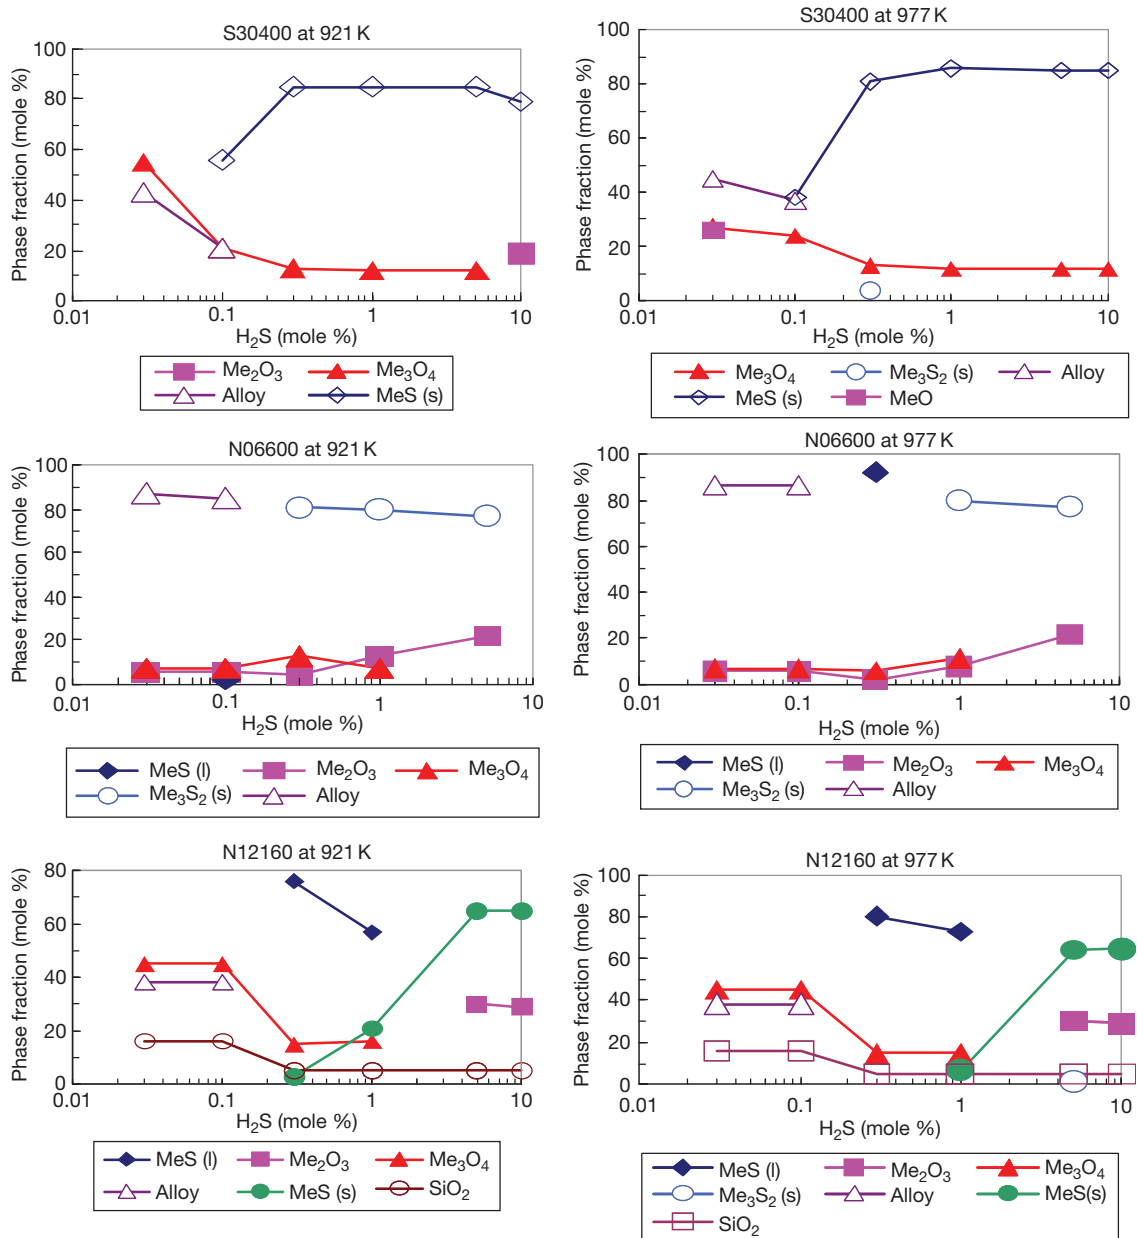 S30400 at 921 K
Phase fraction (mole %)
100
80
60
40
20
0
0.01 0.1 1 10
H₂S (mole %)
Me₂O₃ Me₃O₄
Alloy MeS (s)
S30400 at 977 K
Phase fraction (mole %)
100
80
60
40
20
0
0.01 0.1 1 10
H₂S (mole %)
Me₃O₄ Me₃S₂ (s) Alloy
MeS (s) MeO
N06600 at 921 K
Phase fraction (mole %)
100
80
60
40
20
0
0.01 0.1 1 10
H₂S (mole %)
MeS (l) Me₂O₃ Me₃O₄
Me₃S₂ (s) Alloy
N06600 at 977 K
Phase fraction (mole %)
100
80
60
40
20
0
0.01 0.1 1 10
H₂S (mole %)
MeS (l) Me₂O₃ Me₃O₄
Me₃S₂ (s) Alloy
N12160 at 921 K
Phase fraction (mole %)
80
60
40
20
0
0.01 0.1 1 10
H₂S (mole %)
MeS (l) Me₂O₃ Me₃O₄
Alloy MeS (s) SiO₂
N12160 at 977 K
Phase fraction (mole %)
100
80
60
40
20
0
0.01 0.1 1 10
H₂S (mole %)
MeS (l) Me₂O₃ Me₃O₄
Me₃S₂ (s) Alloy MeS(s)
SiO₂